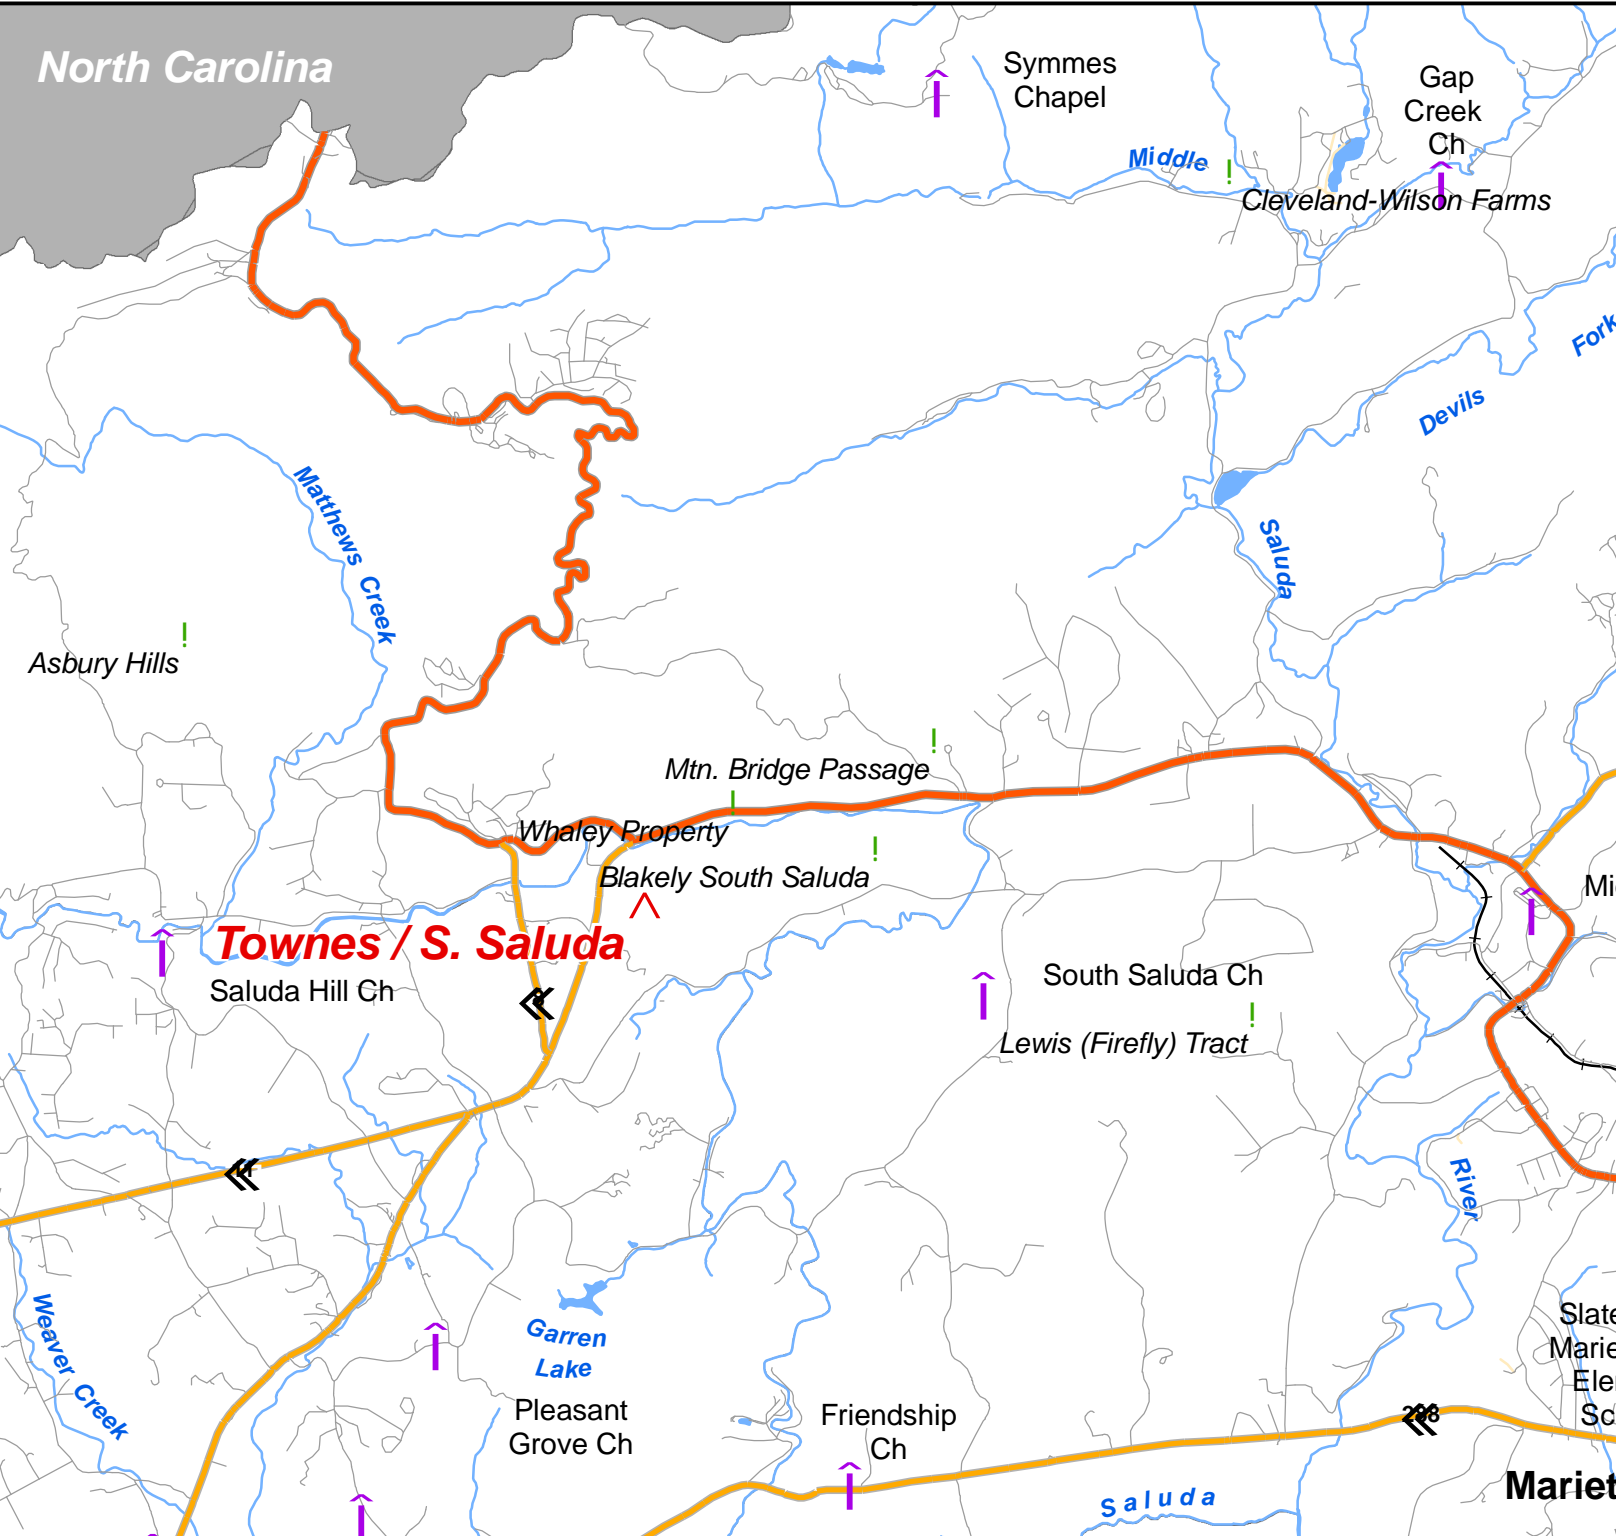 North Carolina
Symmes
Chapel
Gap
Creek
Ch
Middle
Cleveland-Wilson Farms
Fork
Devils
Matthews Creek
Saluda
Asbury Hills
Mtn. Bridge Passage
Whaley Property
Blakely South Saluda
Townes / S. Saluda
Saluda Hill Ch
South Saluda Ch
Lewis (Firefly) Tract
River
Weaver Creek
Garren
Lake
Pleasant
Grove Ch
Friendship
Ch
288
Saluda